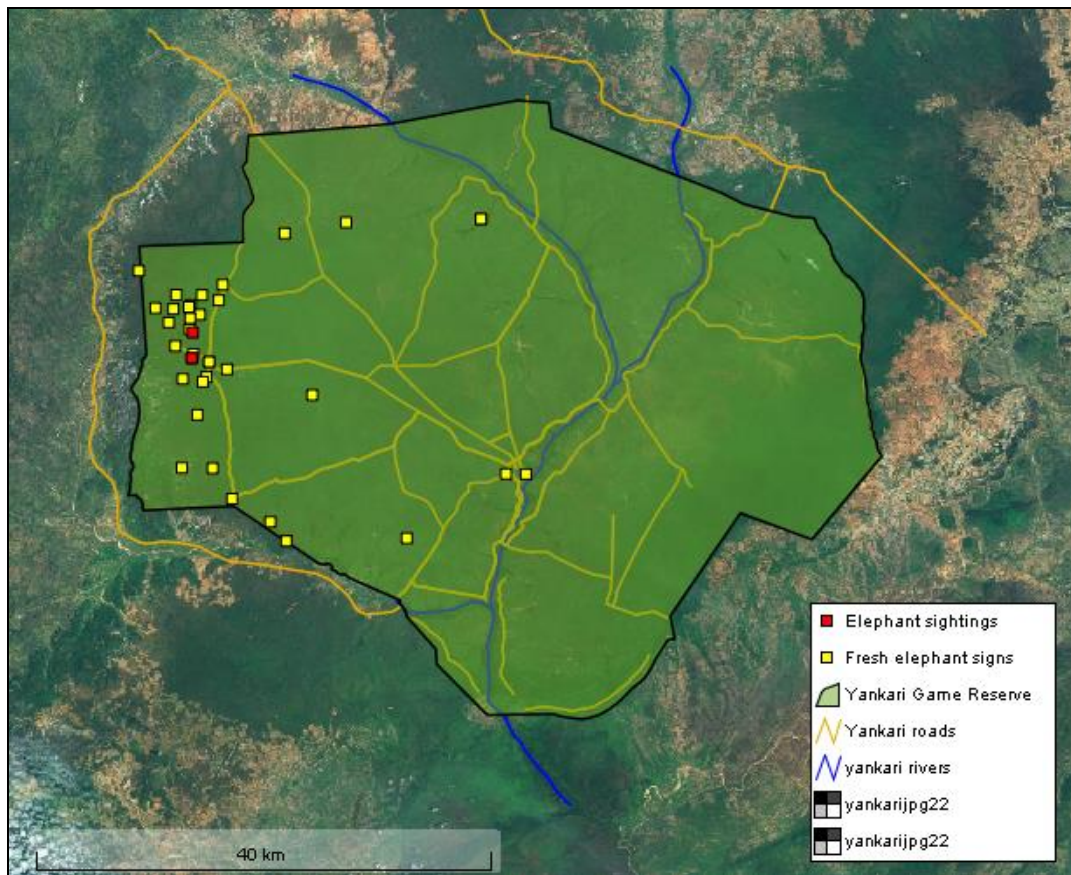 Elephant sightings
Fresh elephant signs
Yankari Game Reserve
Yankari roads
yankari rivers
yankarijpg22
yankarijpg22
40 km